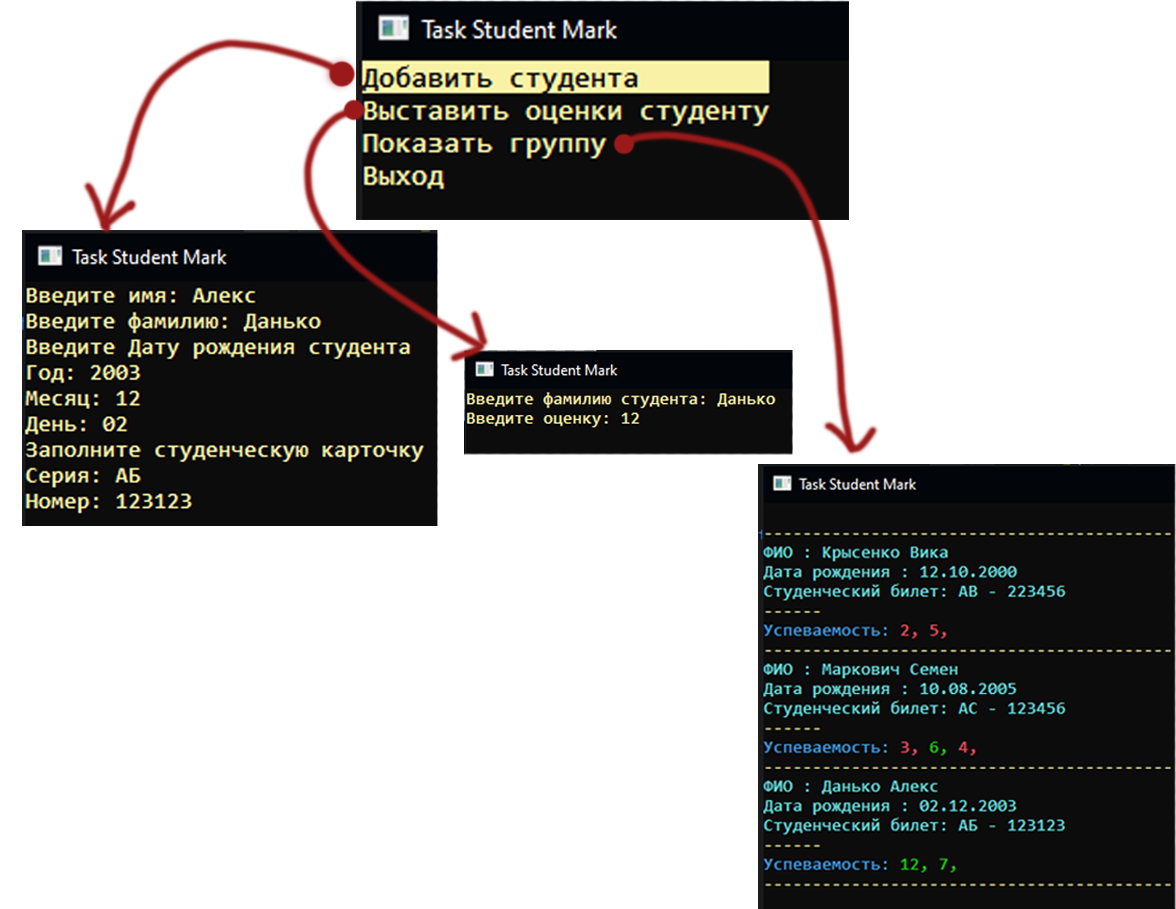 Task Student Mark
Добавить студента
Выставить оценки студенту
Показать группу
Выход
Task Student Mark
Введите имя: Алекс
Введите фамилию: Данько
Введите Дату рождения студента
Год: 2003
Месяц: 12
День: 02
Заполните студенческую карточку
Серия: АБ
Номер: 123123
Task Student Mark
Введите фамилию студента: Данько
Введите оценку: 12
Task Student Mark
----------------------------------------
ФИО : Крысенко Вика
Дата рождения : 12.10.2000
Студенческий билет: АВ - 223456
------
Успеваемость: 2, 5,
----------------------------------------
ФИО : Маркович Семен
Дата рождения : 10.08.2005
Студенческий билет: АС - 123456
------
Успеваемость: 3, 6, 4,
----------------------------------------
ФИО : Данько Алекс
Дата рождения : 02.12.2003
Студенческий билет: АБ - 123123
------
Успеваемость: 12, 7,
----------------------------------------